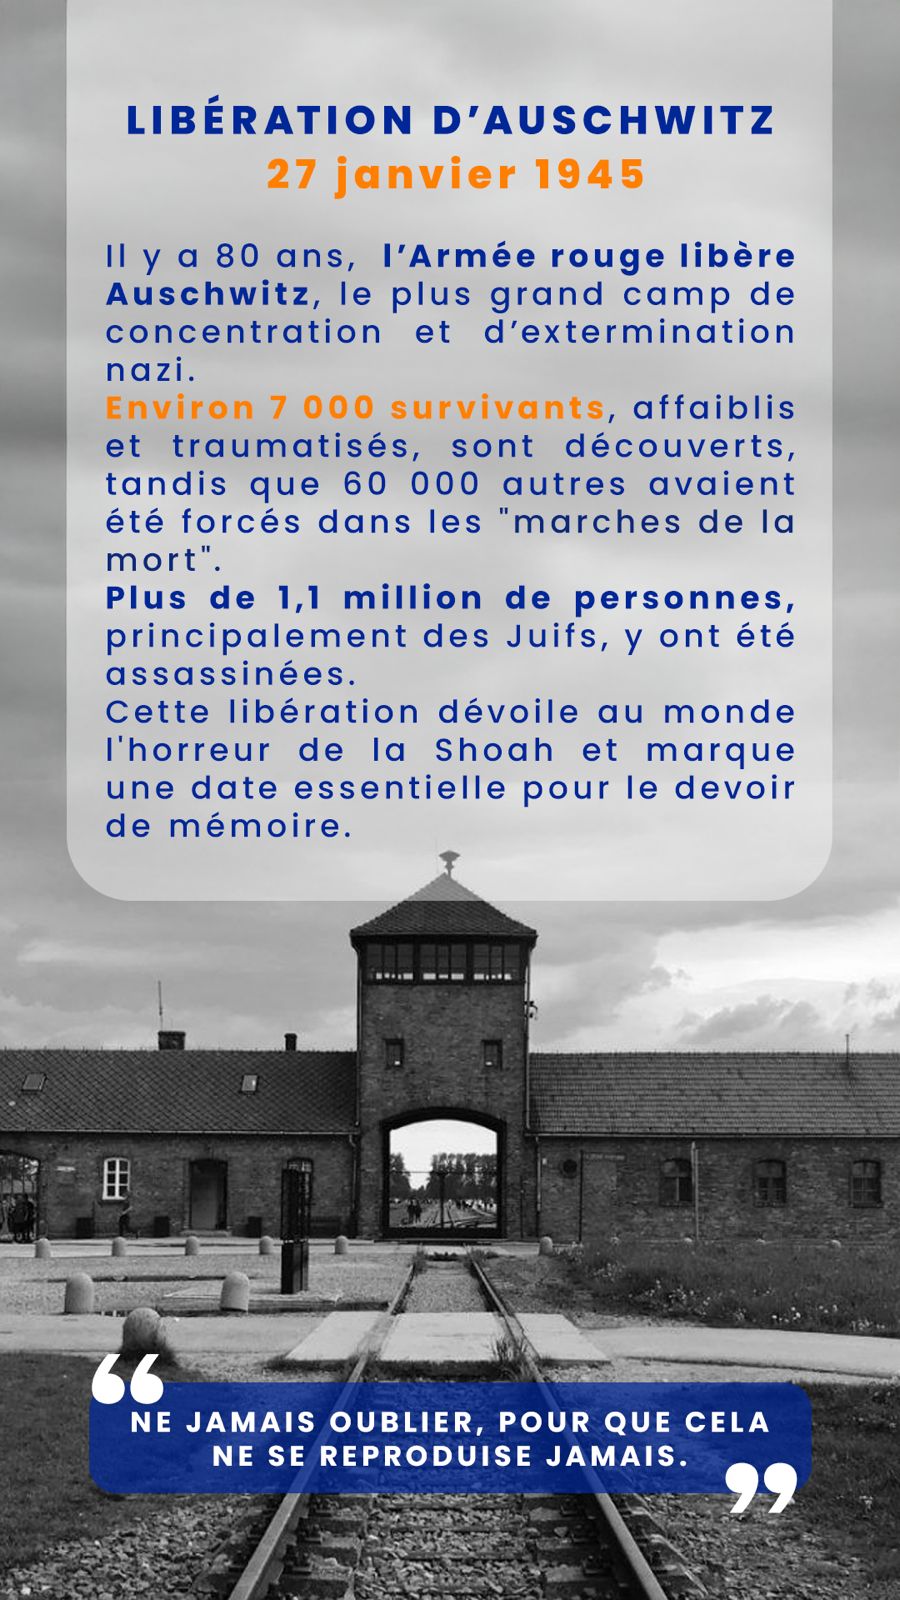 LIBÉRATION D’AUSCHWITZ
27 janvier 1945
Il y a 80 ans, l’Armée rouge libère
Auschwitz, le plus grand camp de
concentration et d’extermination
nazi.
Environ 7 000 survivants, affaiblis
et traumatisés, sont découverts,
tandis que 60 000 autres avaient
été forcés dans les "marches de la
mort".
Plus de 1,1 million de personnes,
principalement des Juifs, y ont été
assassinées.
Cette libération dévoile au monde
l'horreur de la Shoah et marque
une date essentielle pour le devoir
de mémoire.
“NE JAMAIS OUBLIER, POUR QUE CELA
NE SE REPRODUISE JAMAIS.”